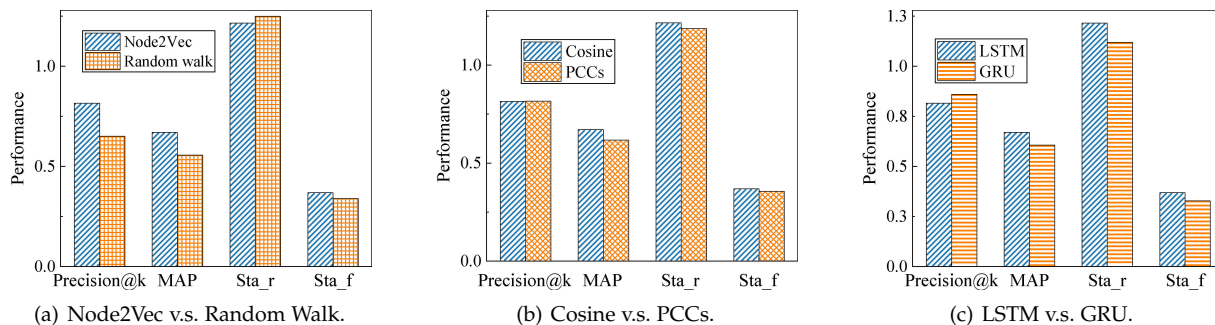 Performance
1.0
0.5
0.0
Node2Vec
Random walk
Precision@k MAP Sta_r Sta_f
(a) Node2Vec v.s. Random Walk.
Performance
1.0
0.5
0.0
Cosine
PCCs
Precision@k MAP Sta_r Sta_f
(b) Cosine v.s. PCCs.
Performance
1.3
1.0
0.8
0.5
0.3
0.0
LSTM
GRU
Precision@k MAP Sta_r Sta_f
(c) LSTM v.s. GRU.